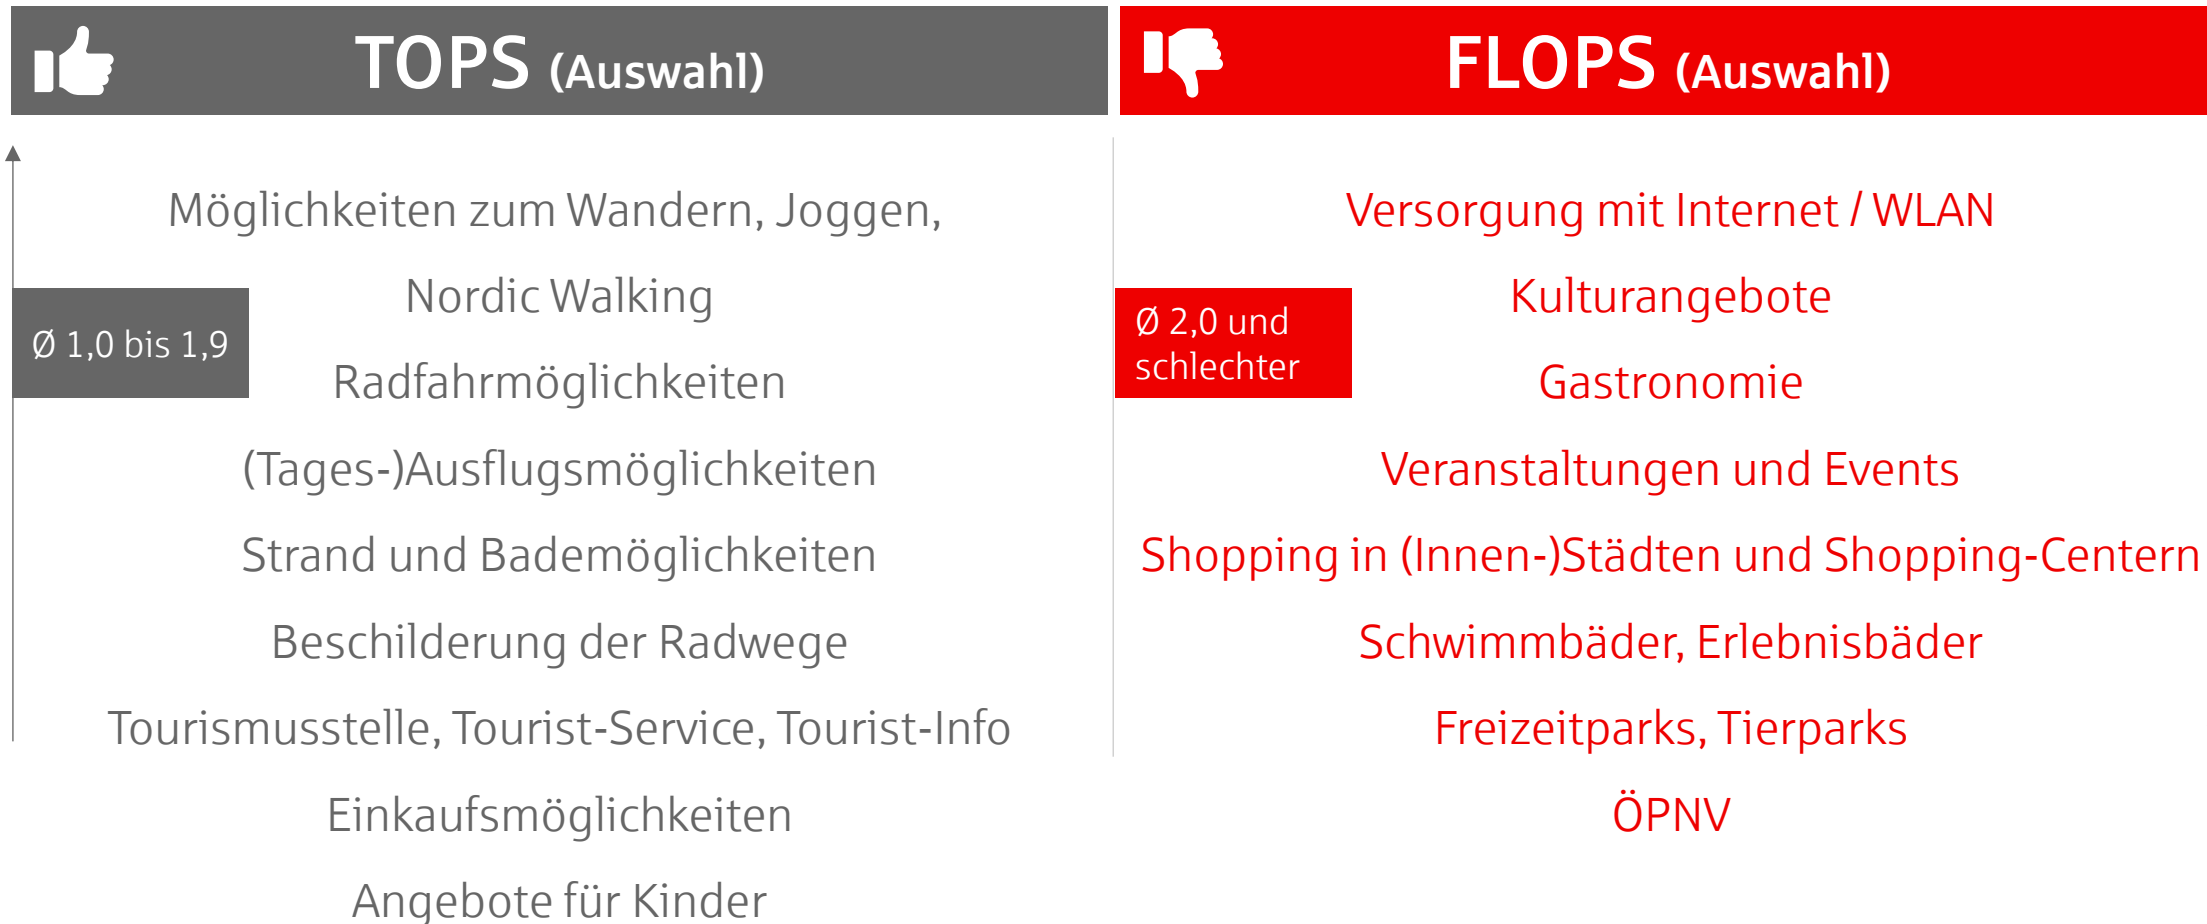 TOPS (Auswahl)
Möglichkeiten zum Wandern, Joggen,
Nordic Walking
Ø 1,0 bis 1,9
Radfahrmöglichkeiten
(Tages-)Ausflugsmöglichkeiten
Strand und Bademöglichkeiten
Beschilderung der Radwege
Tourismusstelle, Tourist-Service, Tourist-Info
Einkaufsmöglichkeiten
Angebote für Kinder
FLOPS (Auswahl)
Versorgung mit Internet / WLAN
Kulturangebote
Ø 2,0 und
schlechter
Gastronomie
Veranstaltungen und Events
Shopping in (Innen-)Städten und Shopping-Centern
Schwimmbäder, Erlebnisbäder
Freizeitparks, Tierparks
ÖPNV